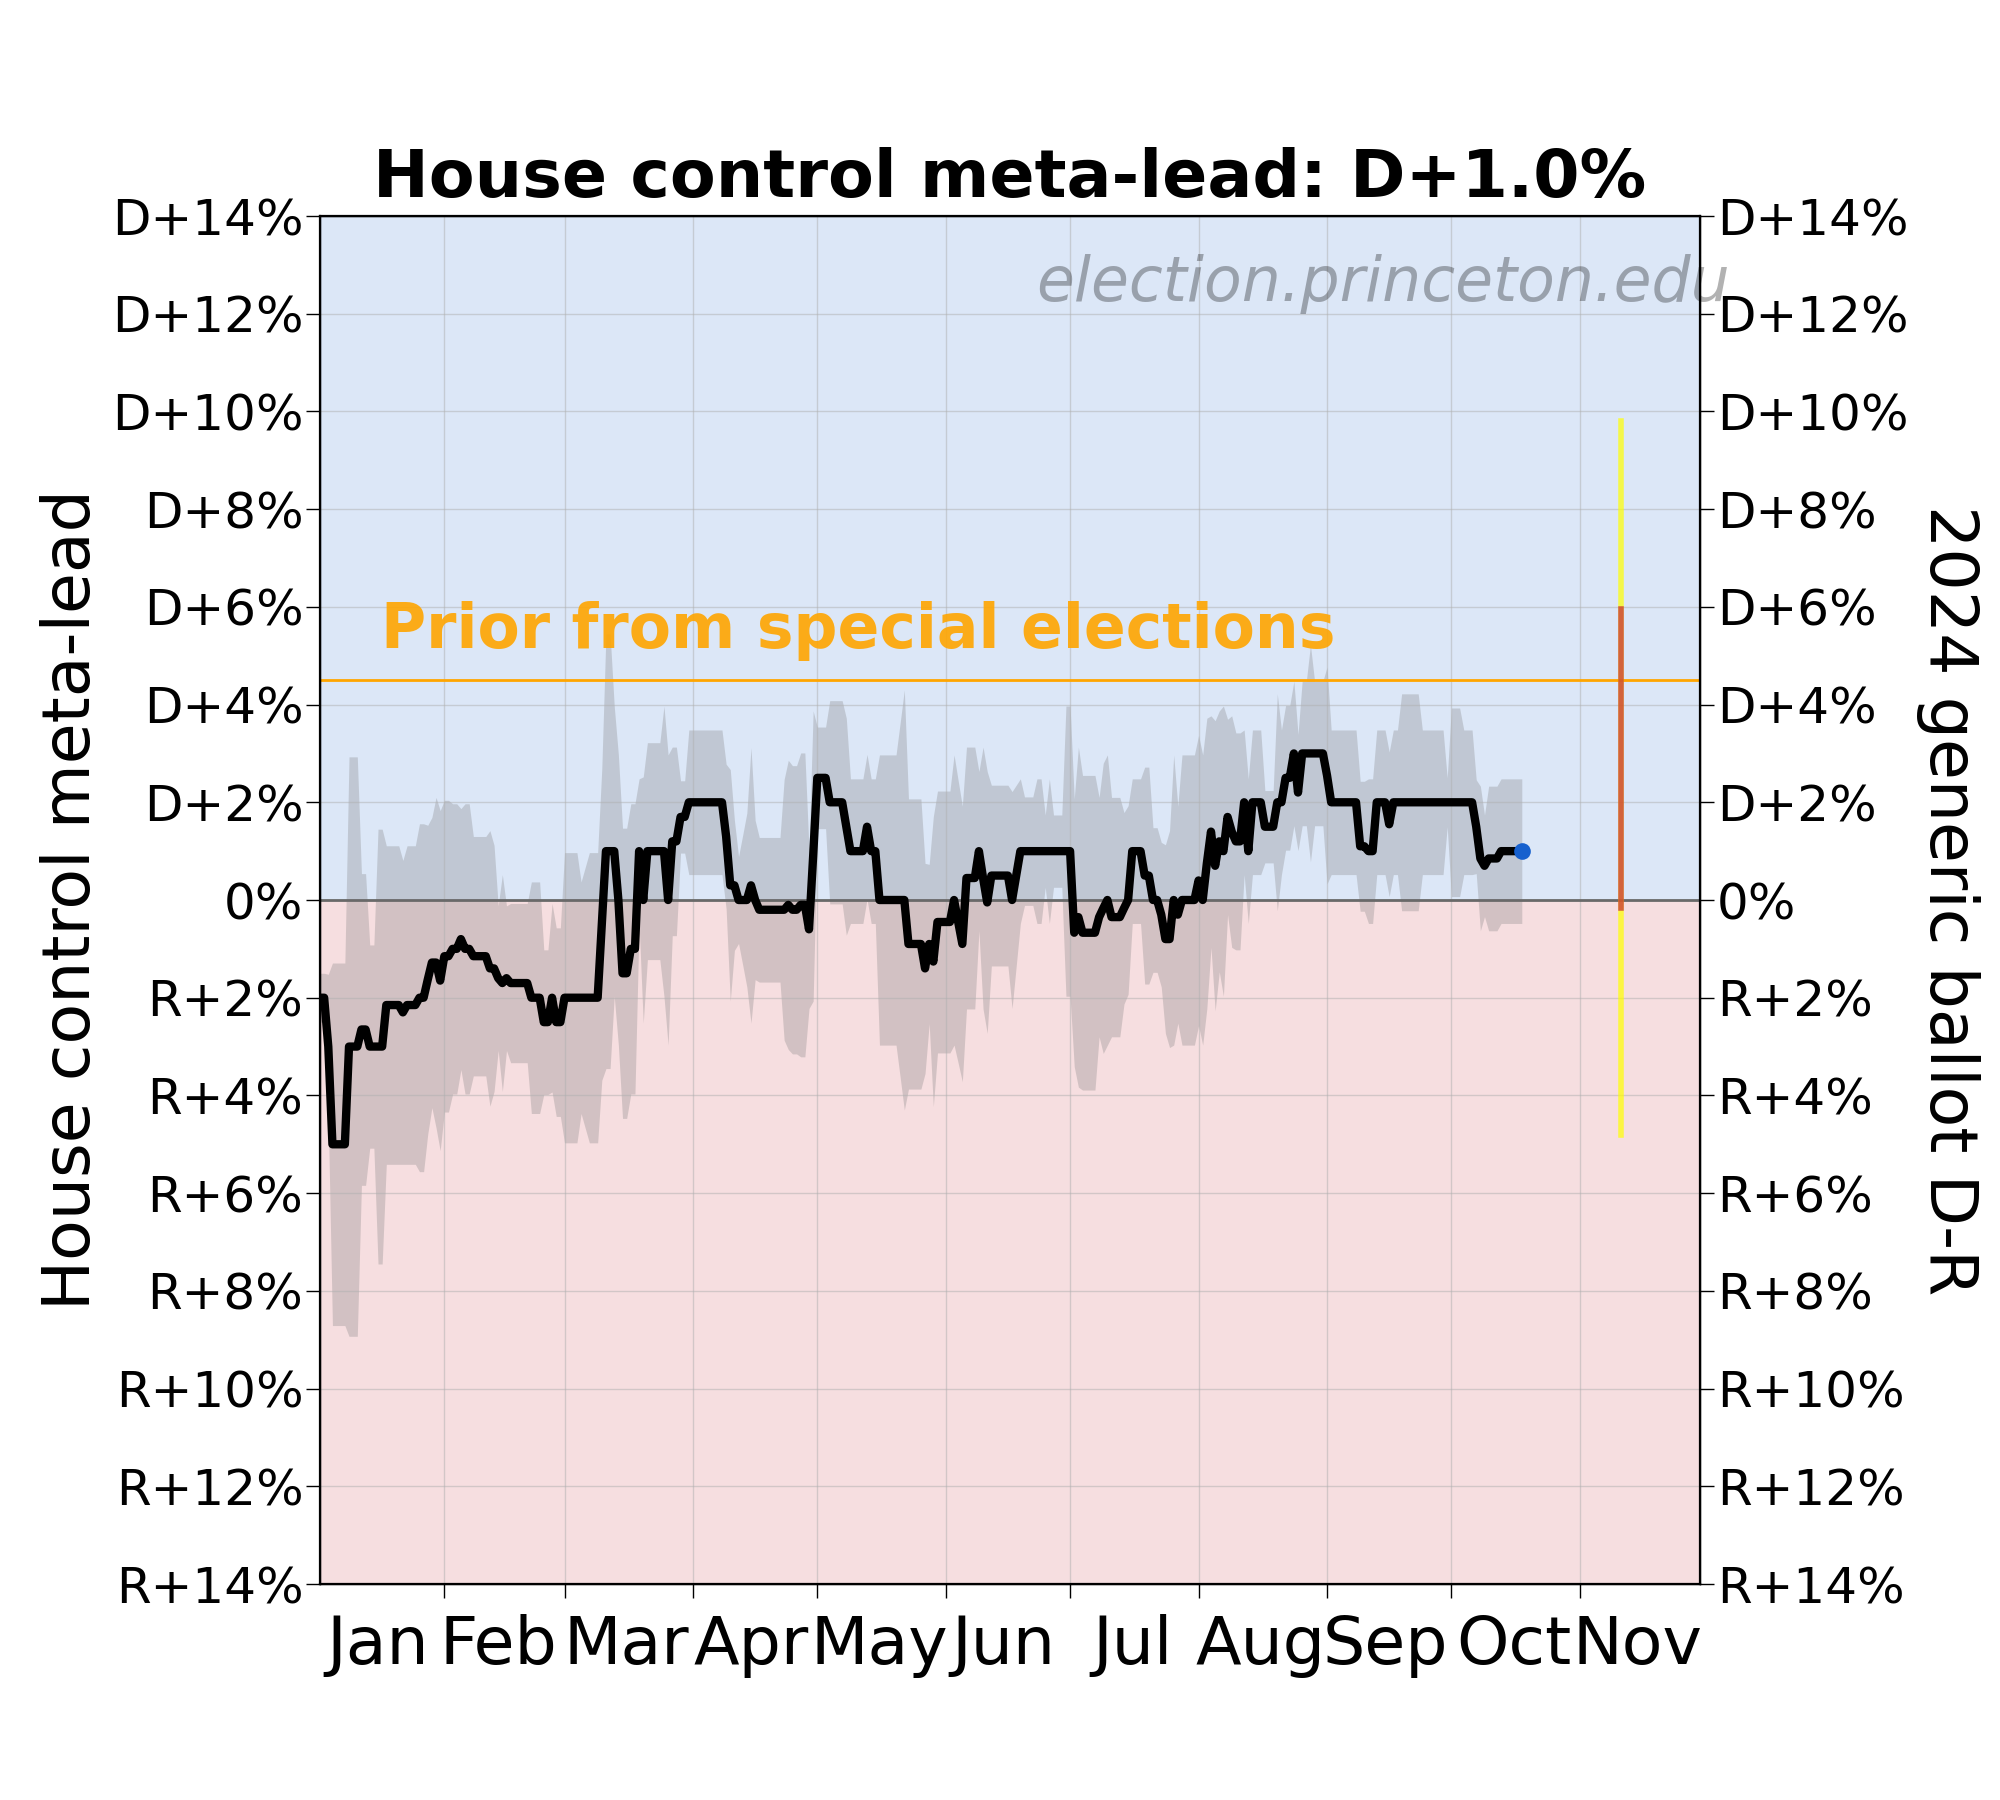 House control meta-lead: D+1.0%
election.princeton.edu
Prior from special elections
House control meta-lead
D+14%
D+12%
D+10%
D+8%
D+6%
D+4%
D+2%
0%
R+2%
R+4%
R+6%
R+8%
R+10%
R+12%
R+14%
D+14%
D+12%
D+10%
D+8%
D+6%
D+4%
D+2%
0%
R+2%
R+4%
R+6%
R+8%
R+10%
R+12%
R+14%
2024 generic ballot D-R
Jan Feb Mar Apr May Jun Jul Aug Sep Oct Nov